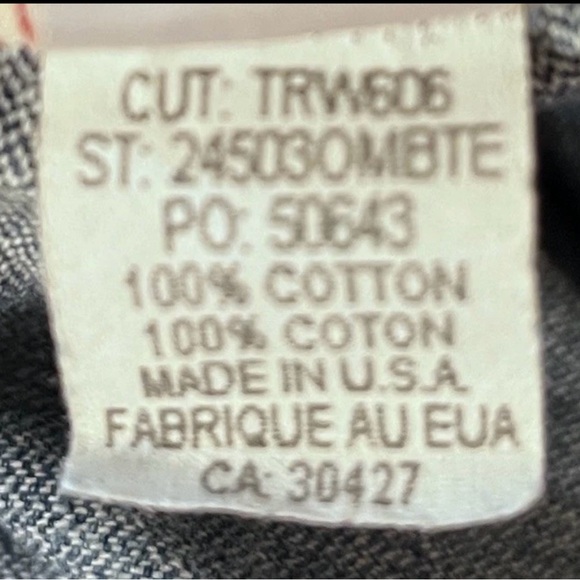 CUT: TRW606
ST: 245030MBTE
PO: 50643
100% COTTON
100% COTON
MADE IN U.S.A.
FABRIQUE AU EUA
CA: 30427